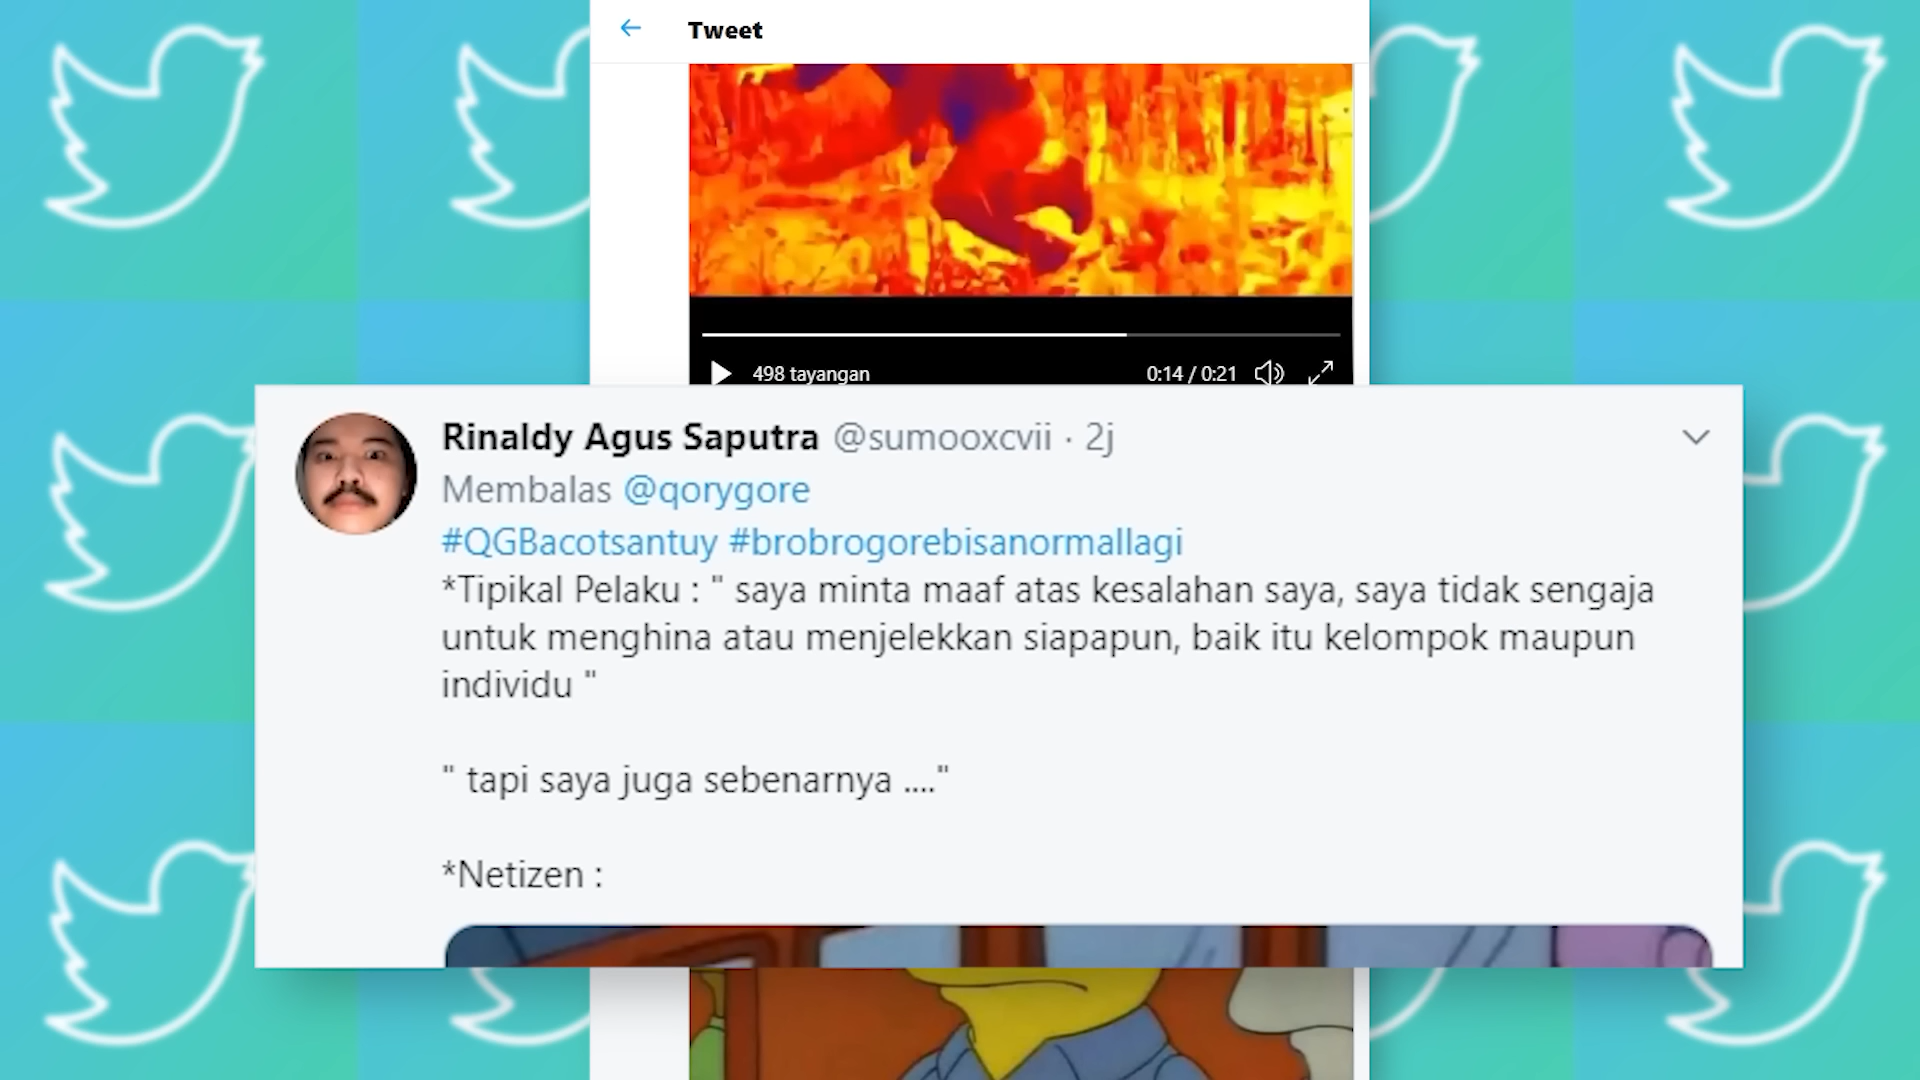 Tweet
498 tayangan
0:14 / 0:21
Rinaldy Agus Saputra @sumooxcvii · 2j
Membalas @qorygore
#QGBacotsantuy #brobrogorebisanormallagi
*Tipikal Pelaku : " saya minta maaf atas kesalahan saya, saya tidak sengaja
untuk menghina atau menjelekkan siapapun, baik itu kelompok maupun
individu "
" tapi saya juga sebenarnya ...."
*Netizen :